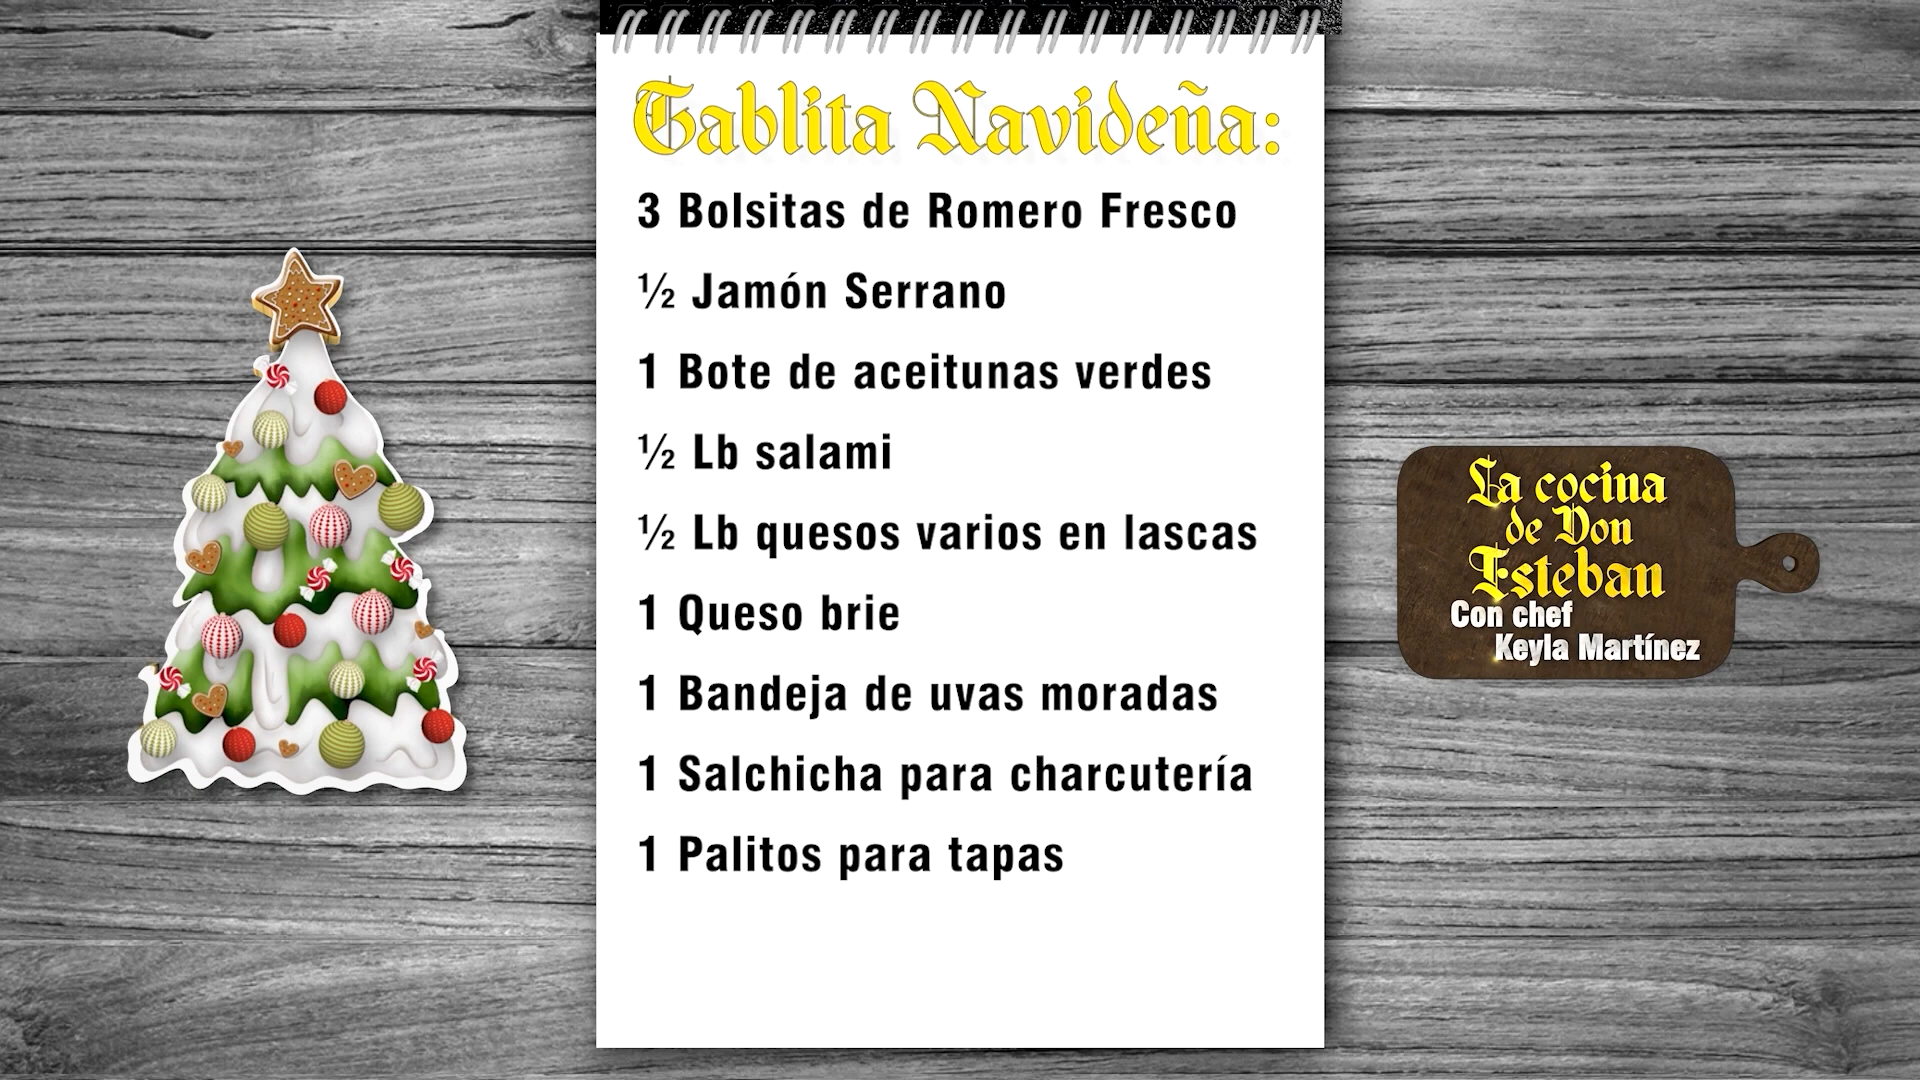 Tablita Navideña:
3 Bolsitas de Romero Fresco
½ Jamón Serrano
1 Bote de aceitunas verdes
½ Lb salami
½ Lb quesos varios en lascas
1 Queso brie
1 Bandeja de uvas moradas
1 Salchicha para charcutería
1 Palitos para tapas
La cocina
de Don
Esteban
Con chef
Keyla Martínez